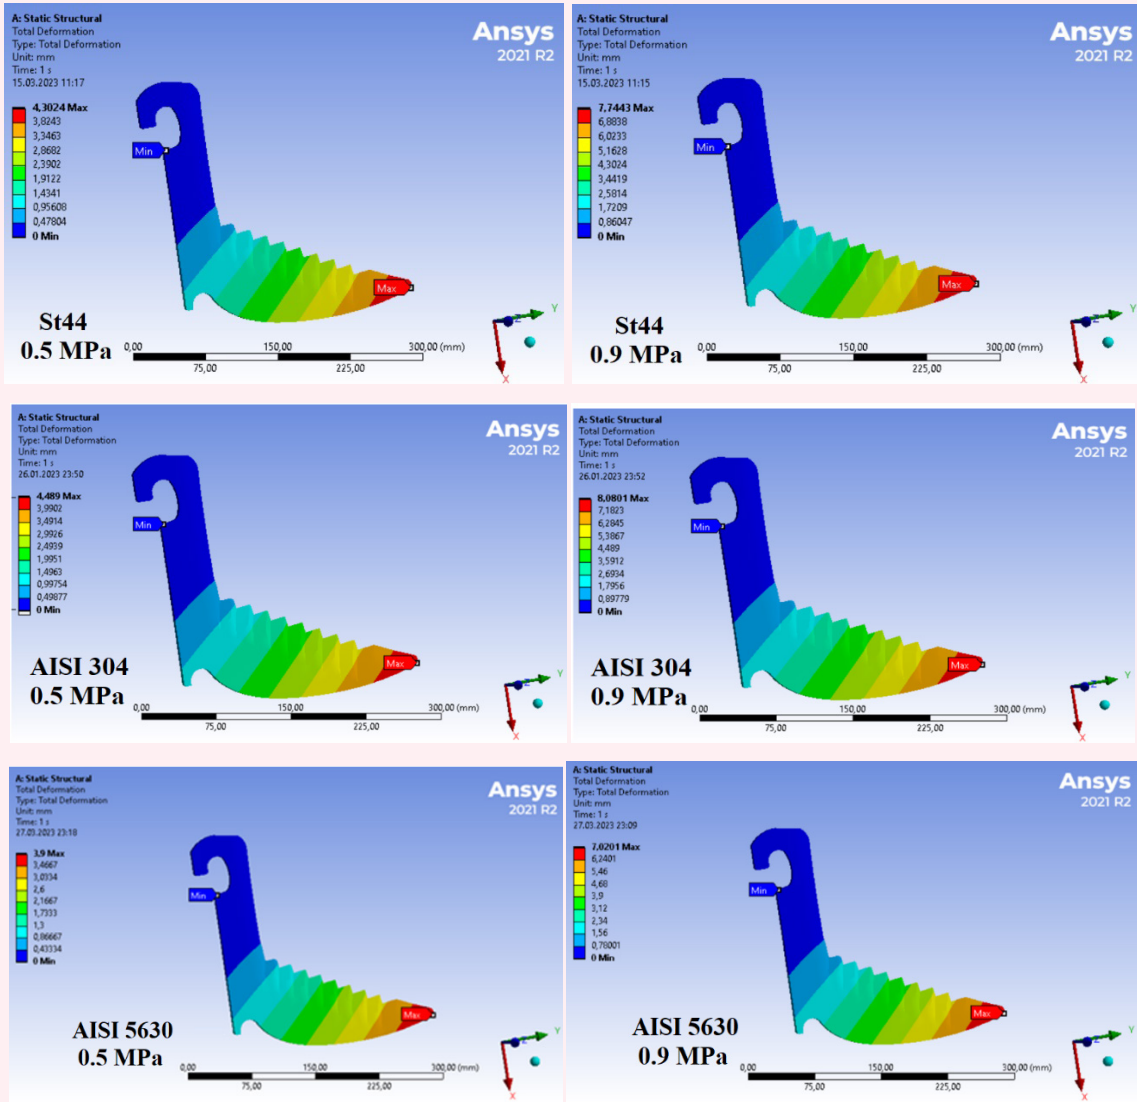 A: Static Structural
Total Deformation
Type: Total Deformation
Unit: mm
Time: 1 s
15.03.2023 11:17
Ansys
2021 R2
4,3024 Max
3,8243
3,3463
2,8682
2,3902
1,9122
1,4341
0,95608
0,47804
0 Min
Min
Max
St44
0.5 MPa
0,00
150,00
300,00 (mm)
75,00
225,00
Y
Z
X
A: Static Structural
Total Deformation
Type: Total Deformation
Unit: mm
Time: 1 s
15.03.2023 11:15
Ansys
2021 R2
7,7443 Max
6,8838
6,0233
5,1628
4,3024
3,4419
2,5814
1,7209
0,86047
0 Min
Min
Max
St44
0.9 MPa
0,00
150,00
300,00 (mm)
75,00
225,00
Y
Z
X
A: Static Structural
Total Deformation
Type: Total Deformation
Unit: mm
Time: 1 s
26.01.2023 23:50
Ansys
2021 R2
4,489 Max
3,9902
3,4914
2,9926
2,4939
1,9951
1,4963
0,99754
0,49877
0 Min
Min
Max
AISI 304
0.5 MPa
0,00
150,00
300,00 (mm)
75,00
225,00
Y
Z
X
A: Static Structural
Total Deformation
Type: Total Deformation
Unit: mm
Time: 1 s
26.01.2023 23:52
Ansys
2021 R2
8,0801 Max
7,1823
6,2845
5,3867
4,489
3,5912
2,6934
1,7956
0,89779
0 Min
Min
Max
AISI 304
0.9 MPa
0,00
150,00
300,00 (mm)
75,00
225,00
Y
Z
X
A: Static Structural
Total Deformation
Type: Total Deformation
Unit: mm
Time: 1 s
27.03.2023 23:18
Ansys
2021 R2
3,9 Max
3,4667
3,0334
2,6
2,1667
1,7333
1,3
0,86667
0,43334
0 Min
Min
Max
AISI 5630
0.5 MPa
0,00
150,00
300,00 (mm)
75,00
225,00
Y
Z
X
A: Static Structural
Total Deformation
Type: Total Deformation
Unit: mm
Time: 1 s
27.03.2023 23:09
Ansys
2021 R2
7,0201 Max
6,2401
5,46
4,68
3,9
3,12
2,34
1,56
0,78001
0 Min
Min
Max
AISI 5630
0.9 MPa
0,00
150,00
300,00 (mm)
75,00
225,00
Y
Z
X